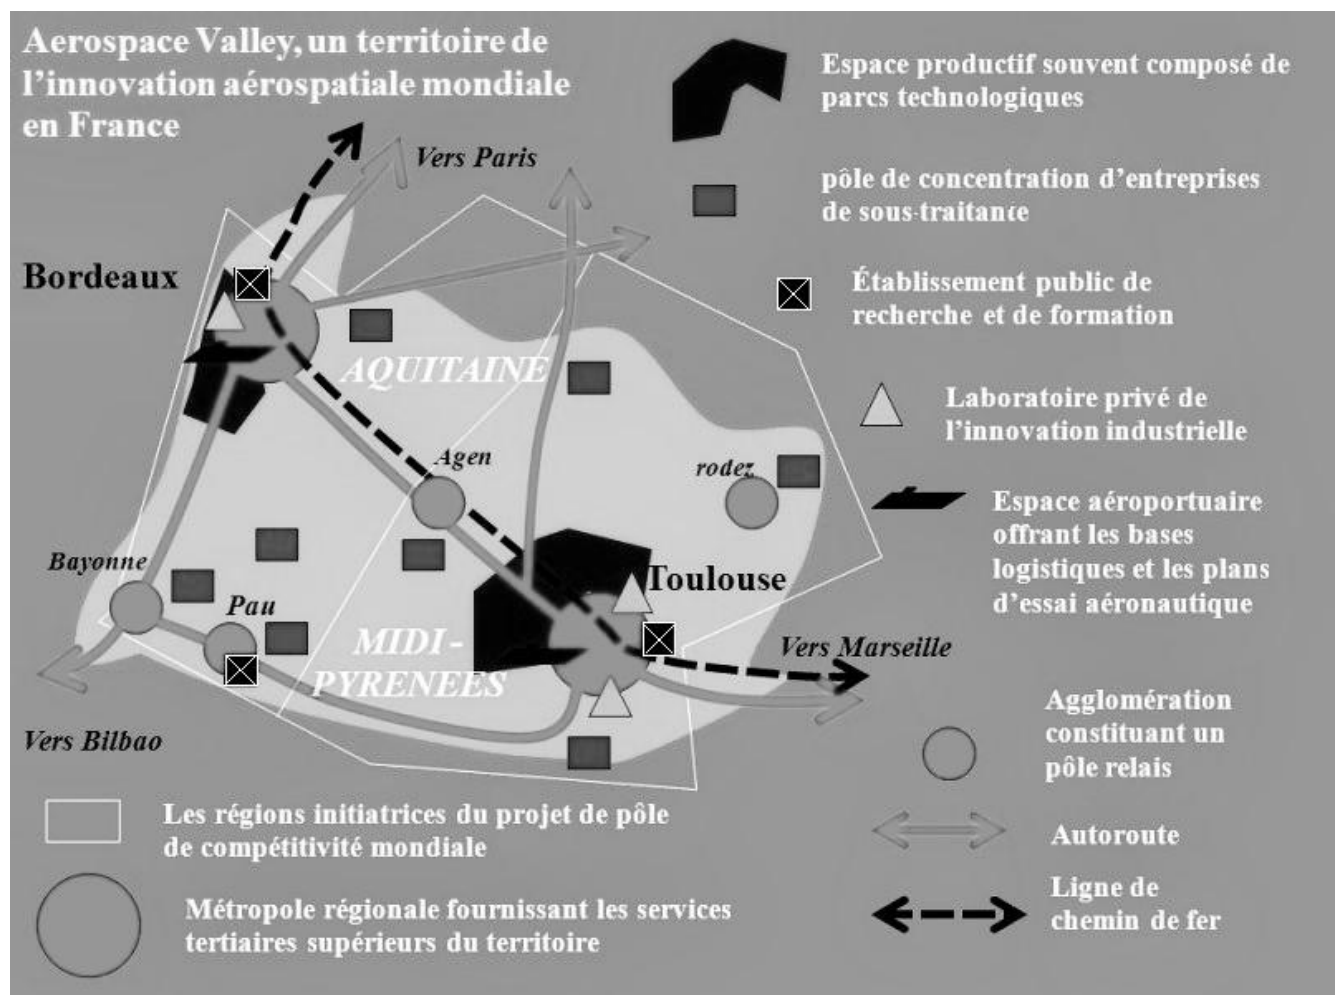 Aerospace Valley, un territoire de
l'innovation aérospatiale mondiale
en France
Vers Paris
Bordeaux
AQUITAINE
Agen
rodez
Bayonne
Pau
Toulouse
MIDI -
PYRENEES
Vers Marseille
Vers Bilbao
Espace productif souvent composé de
parcs technologiques
pôle de concentration d'entreprises
de sous-traitance
Établissement public de
recherche et de formation
Laboratoire privé de
l'innovation industrielle
Espace aéroportuaire
offrant les bases
logistiques et les plans
d'essai aéronautique
Agglomération
constituant un
pôle relais
Autoroute
Ligne de
chemin de fer
Les régions initiatrices du projet de pôle
de compétitivité mondiale
Métropole régionale fournissant les services
tertiaires supérieurs du territoire